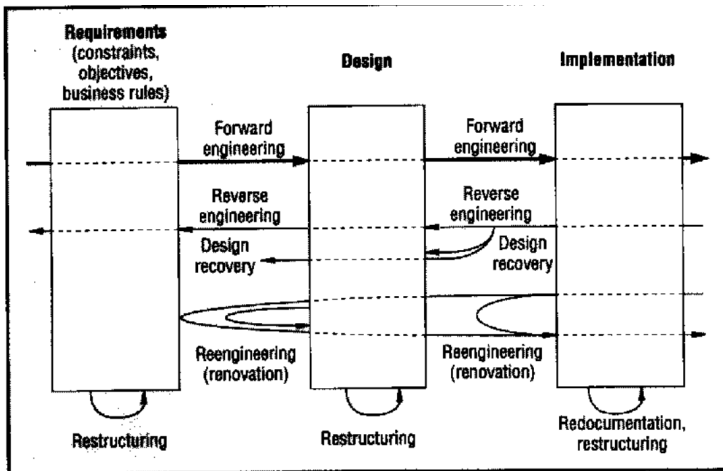 Requirements
(constraints,
objectives,
business rules)
Design
Implementation
Forward
engineering
Forward
engineering
Reverse
engineering
Reverse
engineering
Design
recovery
Design
recovery
Reengineering
(renovation)
Reengineering
(renovation)
Restructuring
Restructuring
Redocumentation,
restructuring